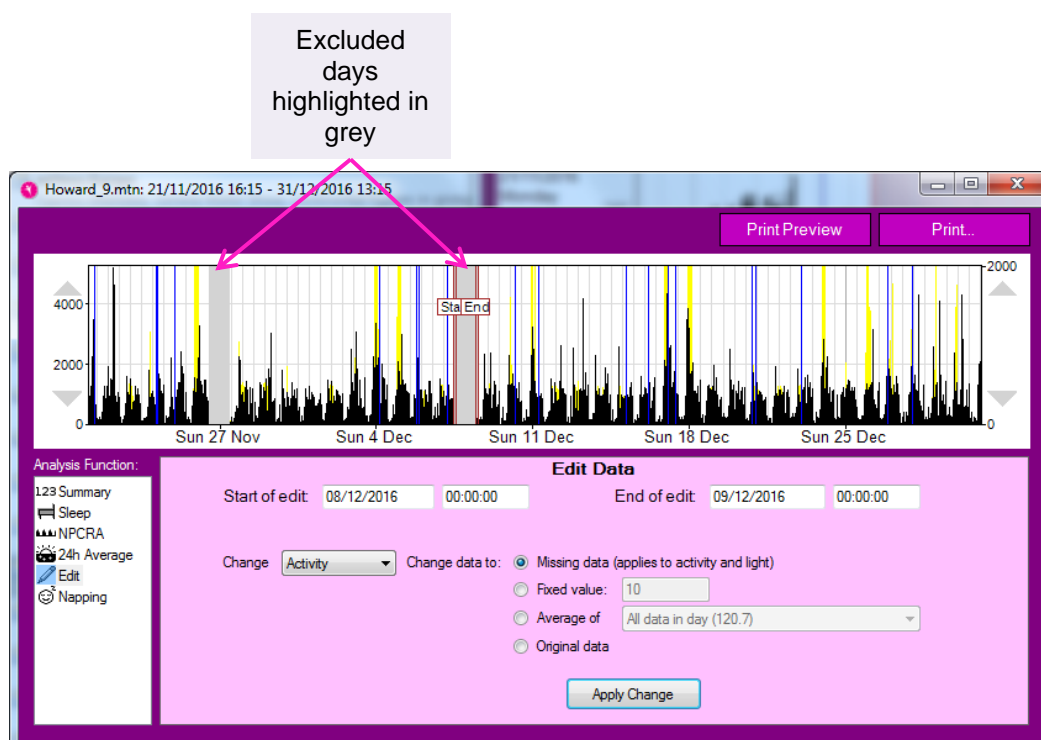 Excluded
days
highlighted in
grey
Howard_9.mtn: 21/11/2016 16:15 - 31/12/2016 13:15
Print Preview
Print...
4000
2000
0
2000
0
Sta End
Sun 27 Nov
Sun 4 Dec
Sun 11 Dec
Sun 18 Dec
Sun 25 Dec
Analysis Function:
123 Summary
Sleep
NPCRA
24h Average
Edit
Napping
Edit Data
Start of edit: 08/12/2016 00:00:00 End of edit: 09/12/2016 00:00:00
Change Activity Change data to: Missing data (applies to activity and light)
Fixed value: 10
Average of All data in day (120.7)
Original data
Apply Change